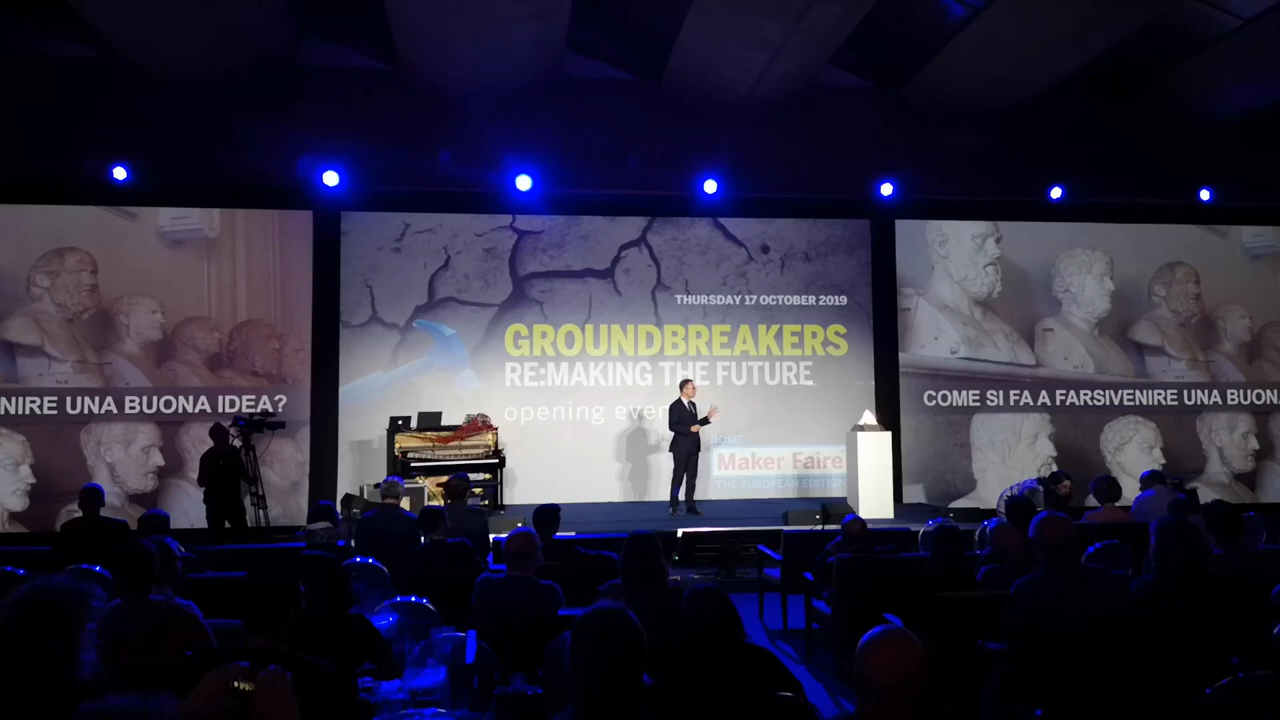 NIRE UNA BUONA IDEA?
THURSDAY 17 OCTOBER 2019
GROUNDBREAKERS
RE:MAKING THE FUTURE
opening even
ROME
Maker Faire
THE EUROPEAN EDITION
COME SI FA A FARSIVENIRE UNA BUON